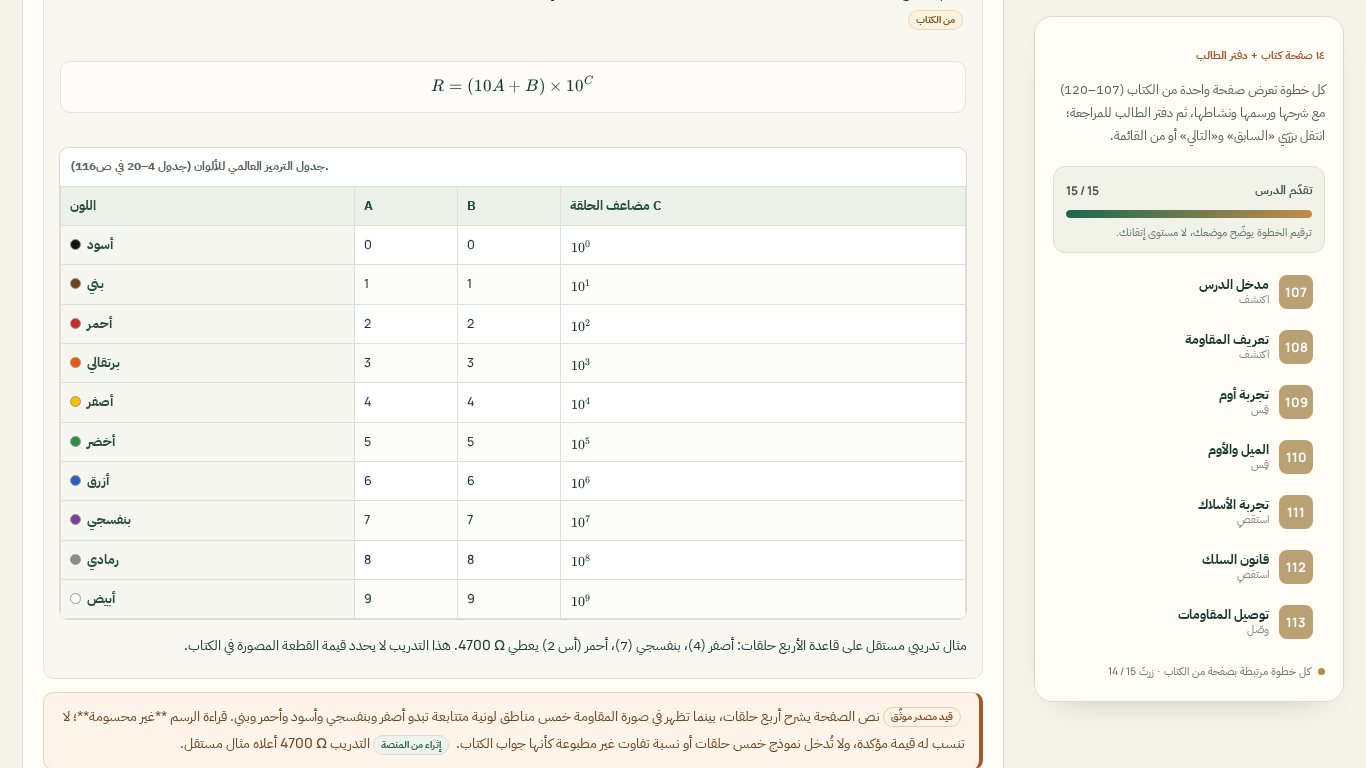 من الكتاب
R = (10A + B) × 10^C
جدول الترميز العالمي للألوان (جدول 4–20 في ص116).
اللون A B مضاعف الحلقة C
أسود 0 0 10^0
بني 1 1 10^1
أحمر 2 2 10^2
برتقالي 3 3 10^3
أصفر 4 4 10^4
أخضر 5 5 10^5
أزرق 6 6 10^6
بنفسجي 7 7 10^7
رمادي 8 8 10^8
أبيض 9 9 10^9
مثال تدريبي مستقل على قاعدة الأربع حلقات: أصفر (4)، بنفسجي (7)، أحمر (أس 2) يعطي 4700 Ω. هذا التدريب لا يحدد قيمة القطعة المصورة في الكتاب.
قيد مصدر موثّق نص الصفحة يشرح أربع حلقات، بينما تظهر في صورة المقاومة خمس مناطق لونية متتابعة تبدو أصفر وبنفسجي وأسود وأحمر وبني. قراءة الرسم **غير محسومة**؛ لا
تنسب له قيمة مؤكدة، ولا تُدخل نموذج خمس حلقات أو نسبة تفاوت غير مطبوعة كأنها جواب الكتاب. إثراء من المنصة التدريب 4700 Ω أعلاه مثال مستقل.
١٤ صفحة كتاب + دفتر الطالب
كل خطوة تعرض صفحة واحدة من الكتاب (107–120)
مع شرحها ورسمها ونشاطها، ثم دفتر الطالب للمراجعة؛
انتقل بزرّي «السابق» و«التالي» أو من القائمة.
تقدّم الدرس 15 / 15
ترقيم الخطوة يوضّح موضعك، لا مستوى إتقانك.
107 مدخل الدرس
اكتشف
108 تعريف المقاومة
اكتشف
109 تجربة أوم
قِس
110 الميل والأوم
قِس
111 تجربة الأسلاك
استقصِ
112 قانون السلك
استقصِ
113 توصيل المقاومات
وصّل
كل خطوة مرتبطة بصفحة من الكتاب · زرتَ 15 / 14